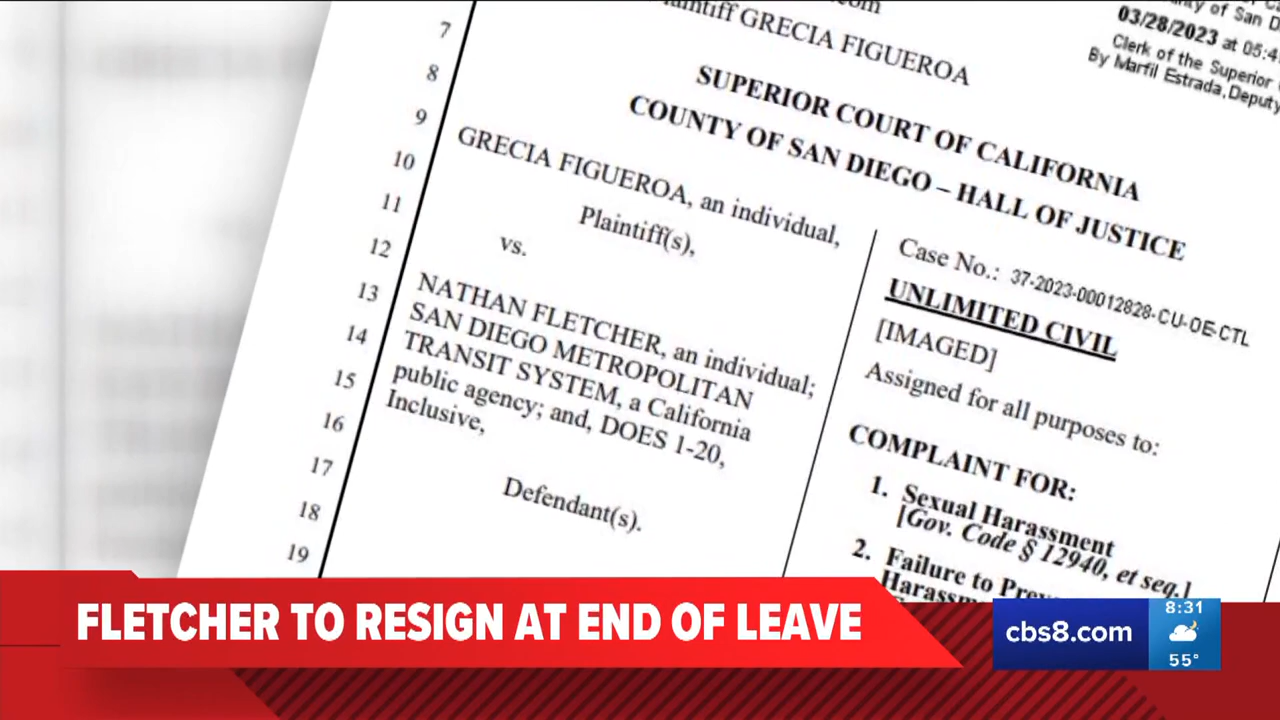 7
Plaintiff GRECIA FIGUEROA
03/28/2023 at 05:4
Clerk of the Superior
By Marfil Estrada, Deputy
8
SUPERIOR COURT OF CALIFORNIA
9
COUNTY OF SAN DIEGO – HALL OF JUSTICE
10
GRECIA FIGUEROA, an individual,
11
Plaintiff(s),
12
vs.
13
NATHAN FLETCHER, an individual;
14
SAN DIEGO METROPOLITAN
TRANSIT SYSTEM, a California
15
public agency; and, DOES 1-20,
16
Inclusive,
17
18
Defendant(s).
19
Case No.: 37-2023-00012828-CU-OE-CTL
UNLIMITED CIVIL
[IMAGED]
Assigned for all purposes to:
COMPLAINT FOR:
1. Sexual Harassment
[Gov. Code § 12940, et seq.]
2. Failure to Prev
Harassm
FLETCHER TO RESIGN AT END OF LEAVE
cbs8.com
8:31
55°